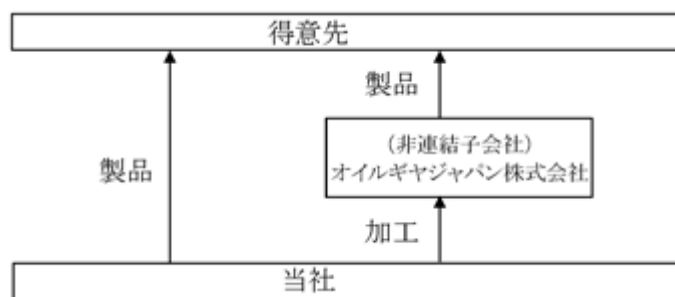 得意先
製品
(非連結子会社)
オイルギヤジャパン株式会社
製品
加工
当社